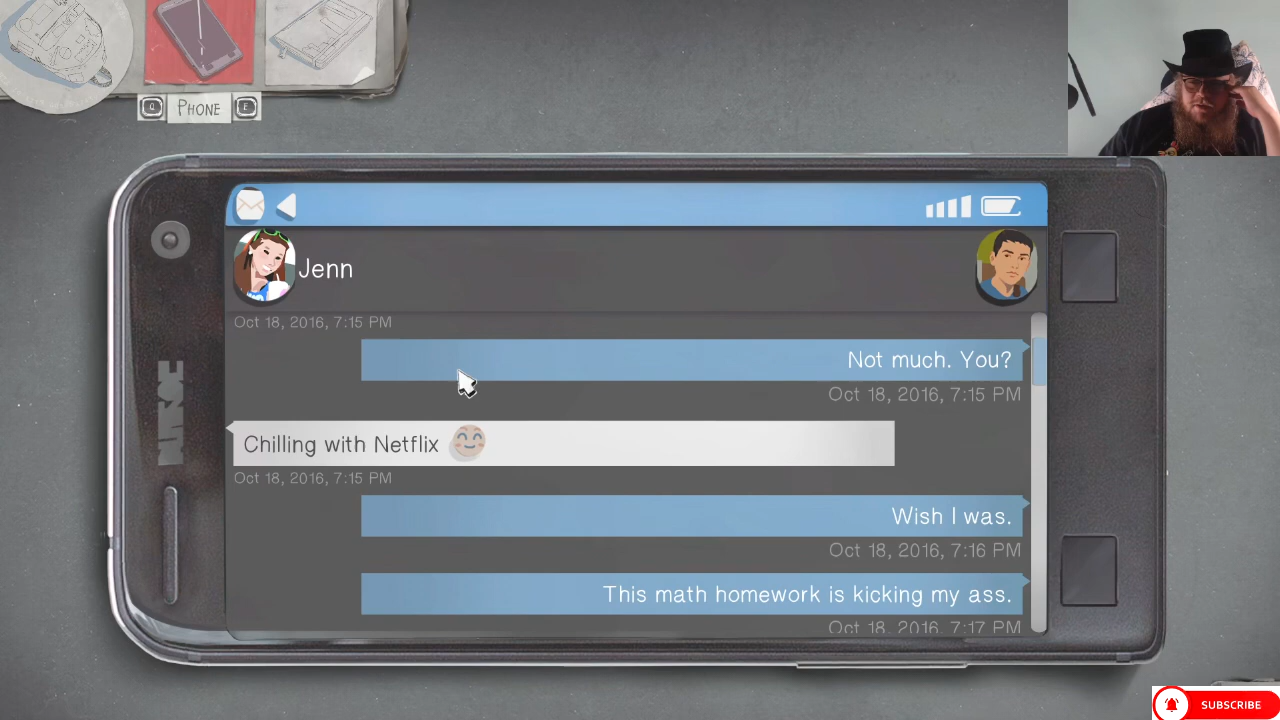 Q PHONE E
Jenn
Oct 18, 2016, 7:15 PM
Not much. You?
Oct 18, 2016, 7:15 PM
Chilling with Netflix
Oct 18, 2016, 7:15 PM
Wish I was.
Oct 18, 2016, 7:16 PM
This math homework is kicking my ass.
Oct 18, 2016, 7:17 PM
SUBSCRIBE